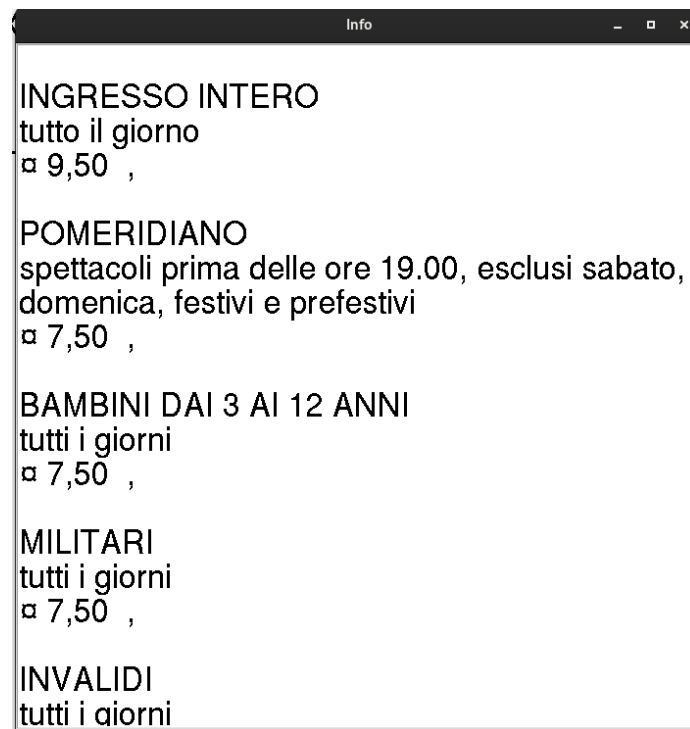 Info
INGRESSO INTERO
tutto il giorno
¤ 9,50  ,
POMERIDIANO
spettacoli prima delle ore 19.00, esclusi sabato,
domenica, festivi e prefestivi
¤ 7,50  ,
BAMBINI DAI 3 AI 12 ANNI
tutti i giorni
¤ 7,50  ,
MILITARI
tutti i giorni
¤ 7,50  ,
INVALIDI
tutti i giorni